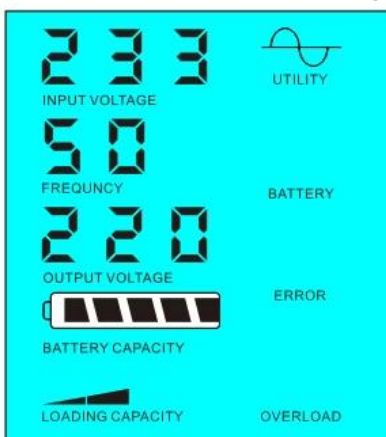 233
UTILITY
INPUT VOLTAGE
50
FREQUNCY
BATTERY
220
OUTPUT VOLTAGE
ERROR
BATTERY CAPACITY
LOADING CAPACITY
OVERLOAD